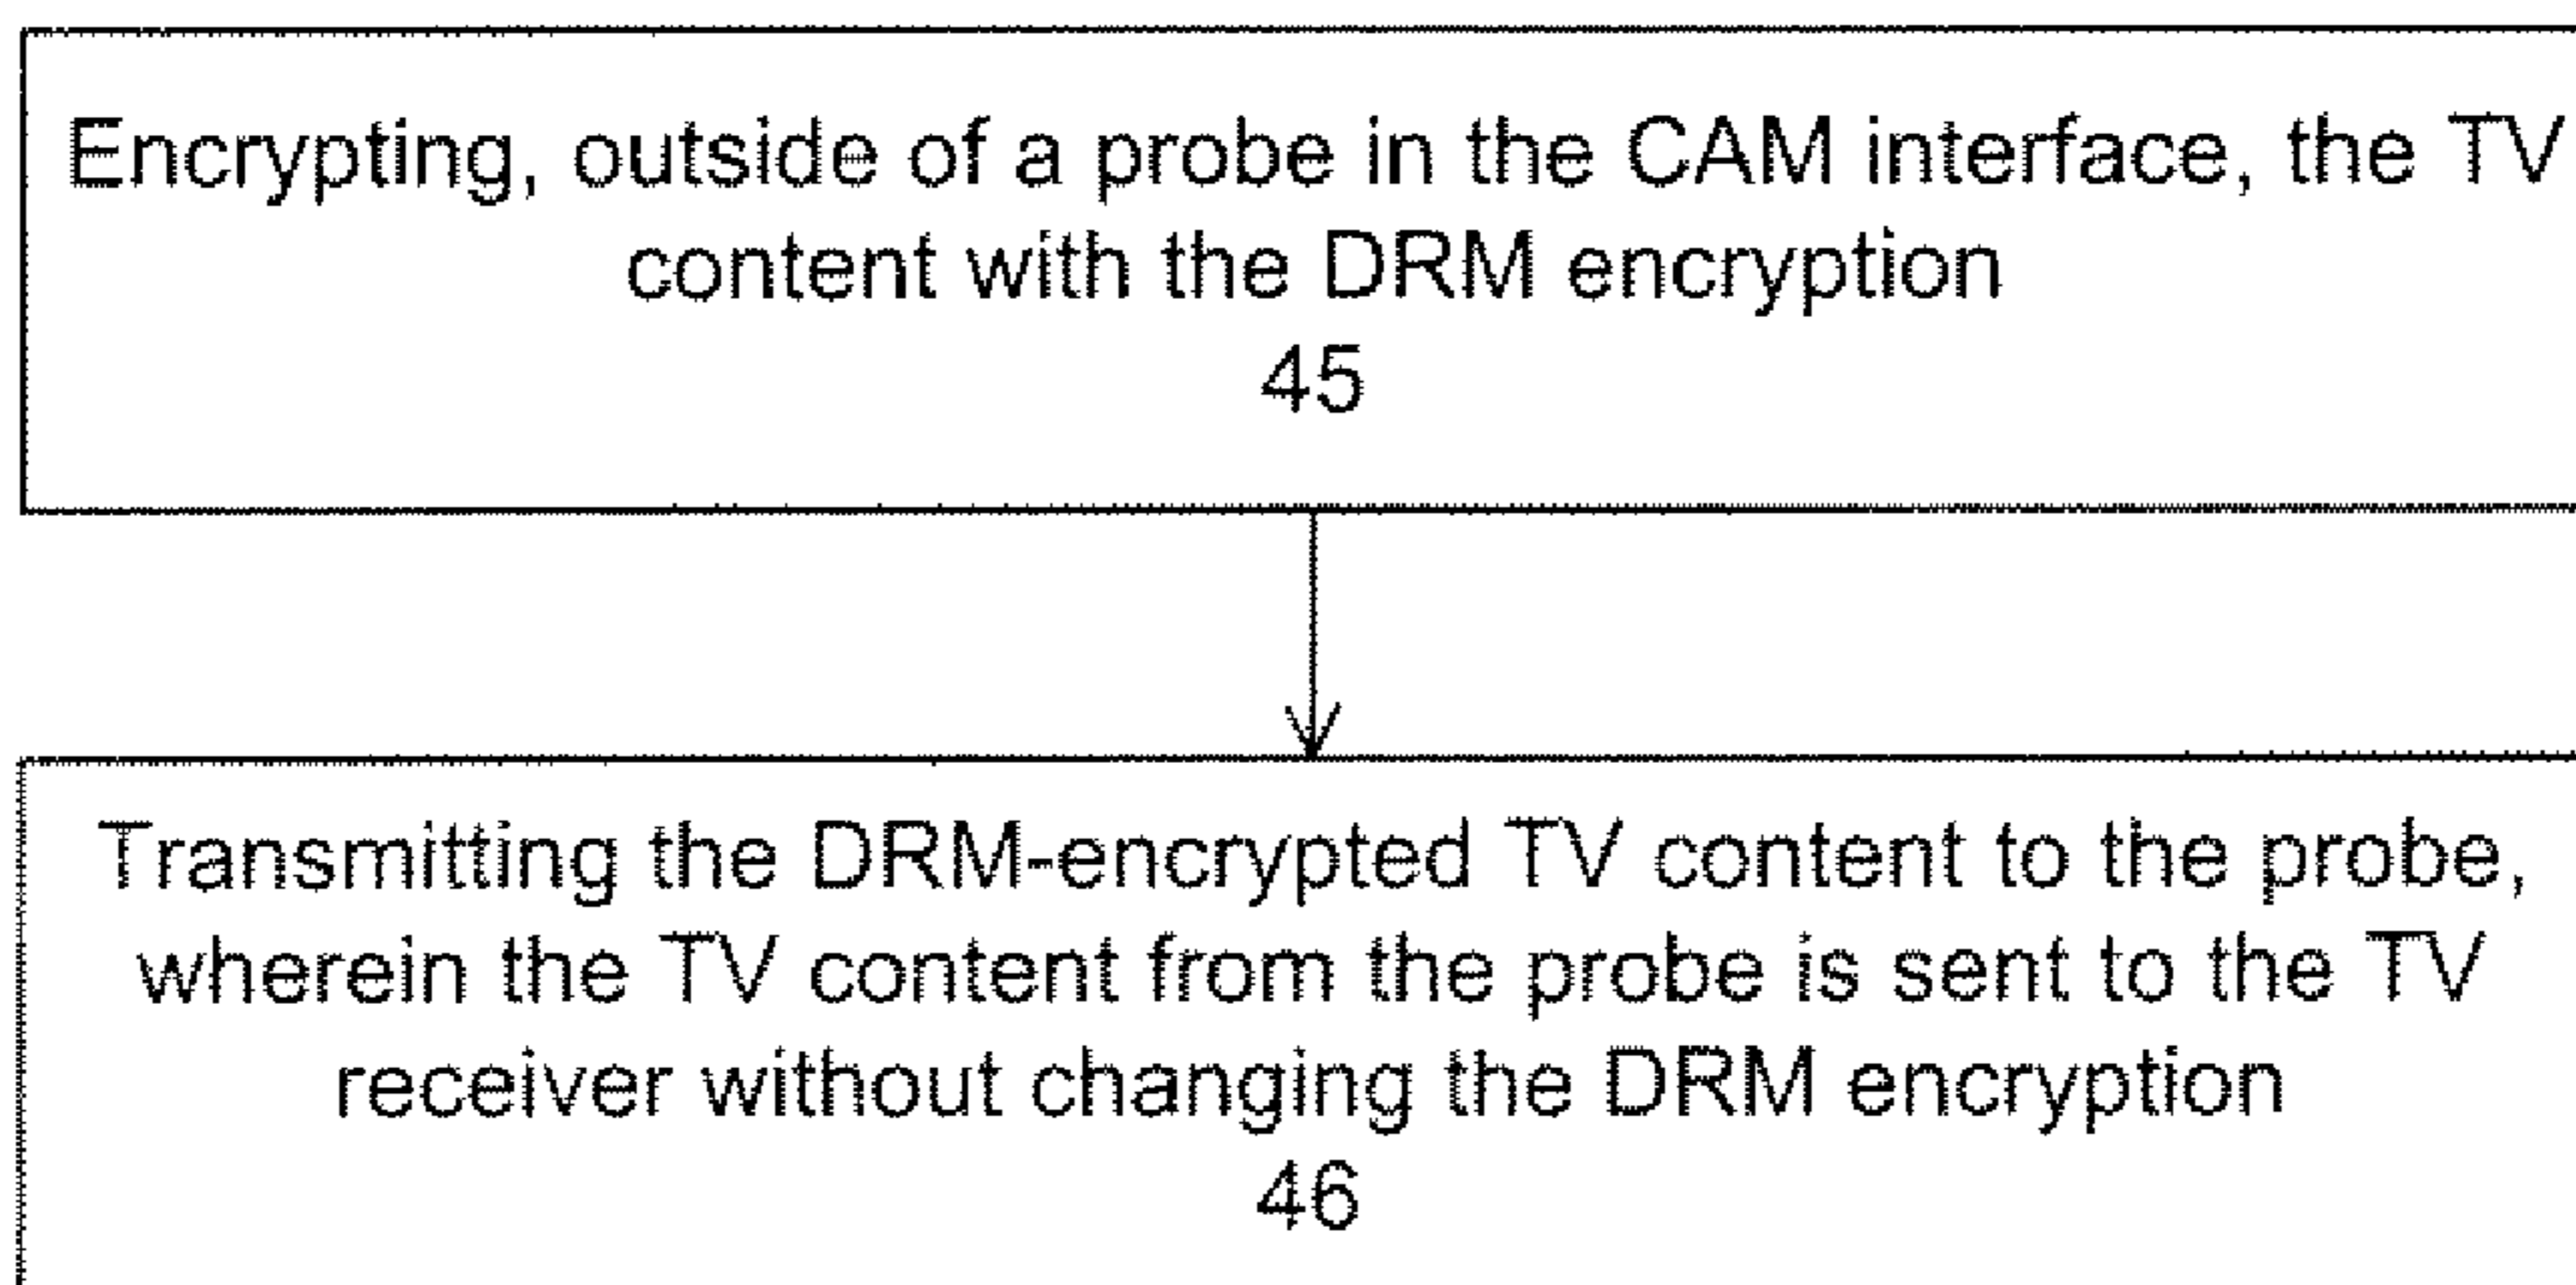 Encrypting, outside of a probe in the CAM interface, the TV
content with the DRM encryption
45
Transmitting the DRM-encrypted TV content to the probe,
wherein the TV content from the probe is sent to the TV
receiver without changing the DRM encryption
46